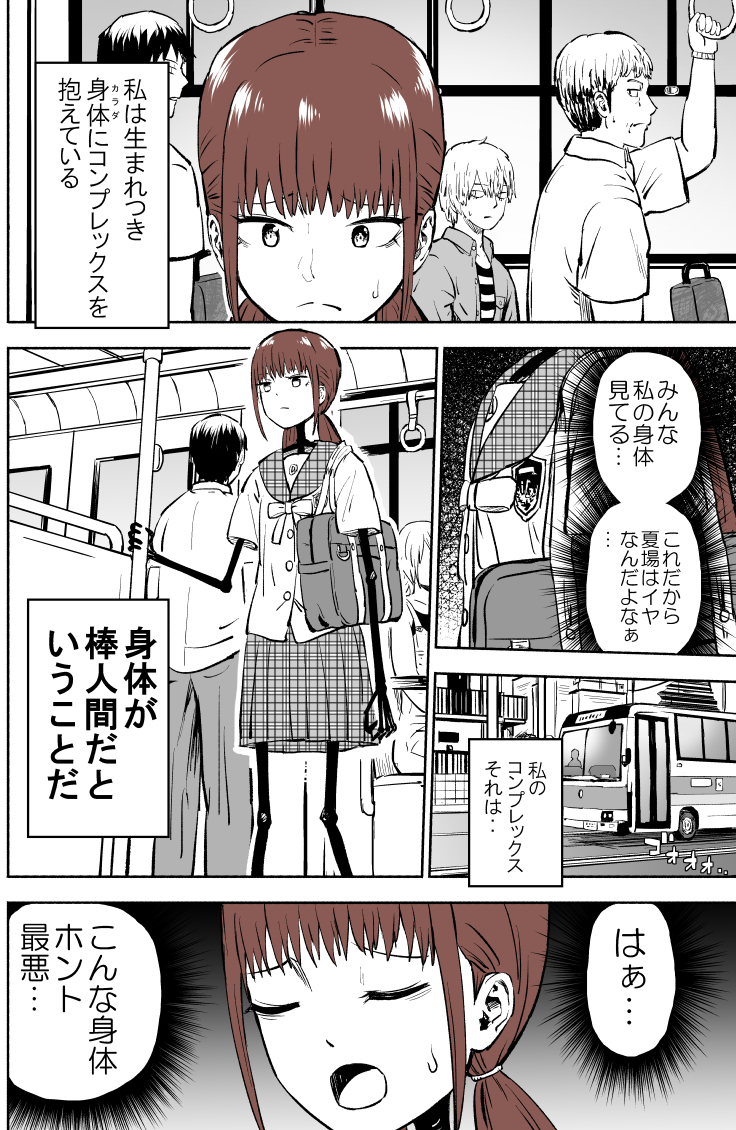 私は生まれつき
身体にコンプレックスを
カラダ
抱えている
みんな
私の身体
見てる…
これだから
夏場はイヤ
なんだよなぁ
…
私の
コンプレックス
それは…
ゴォオォ…
身体が
棒人間だと
いうことだ
はぁ…
こんな身体
ホント
最悪…